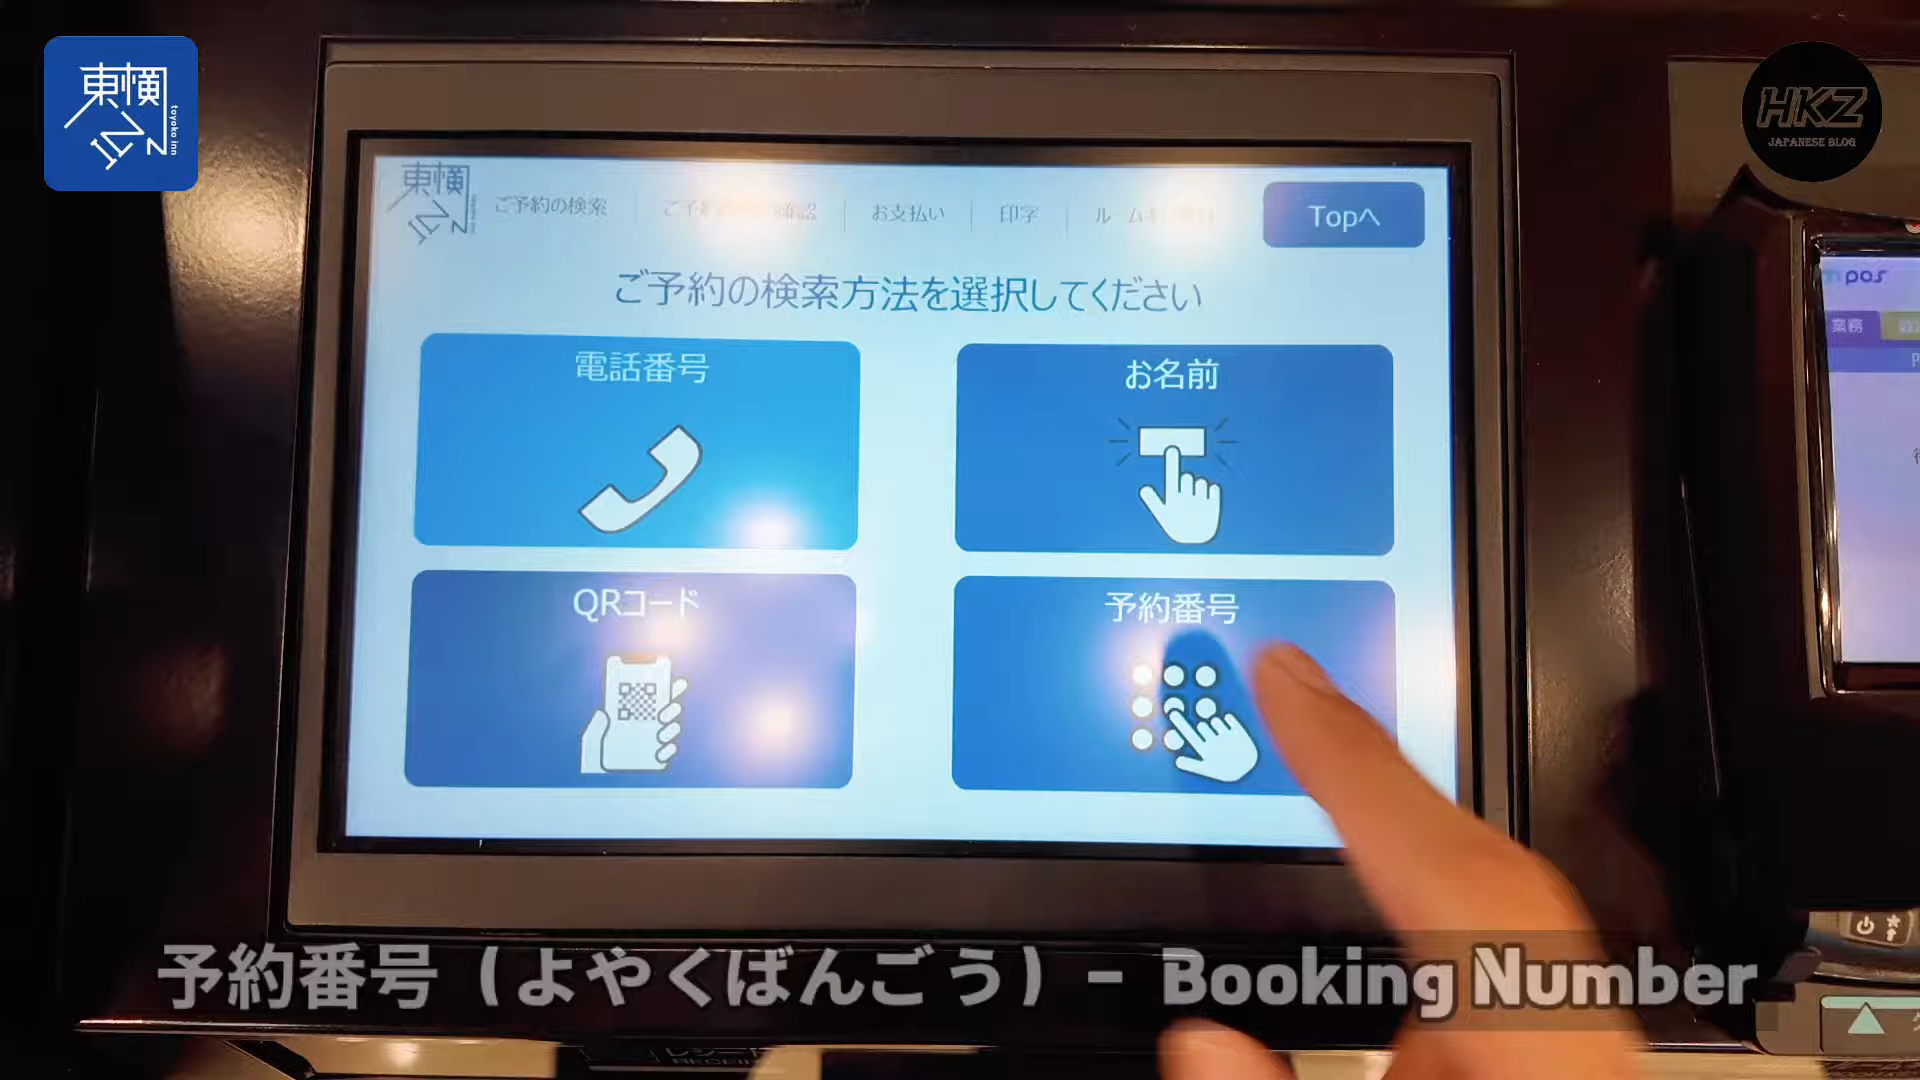 東横INN
toyoko inn
HKZ
JAPANESE BLOG
東横INN
ご予約の検索
お支払い
印字
Topへ
ご予約の検索方法を選択してください
電話番号
お名前
QRコード
予約番号
pos
業務
予約番号（よやくばんごう）- Booking Number